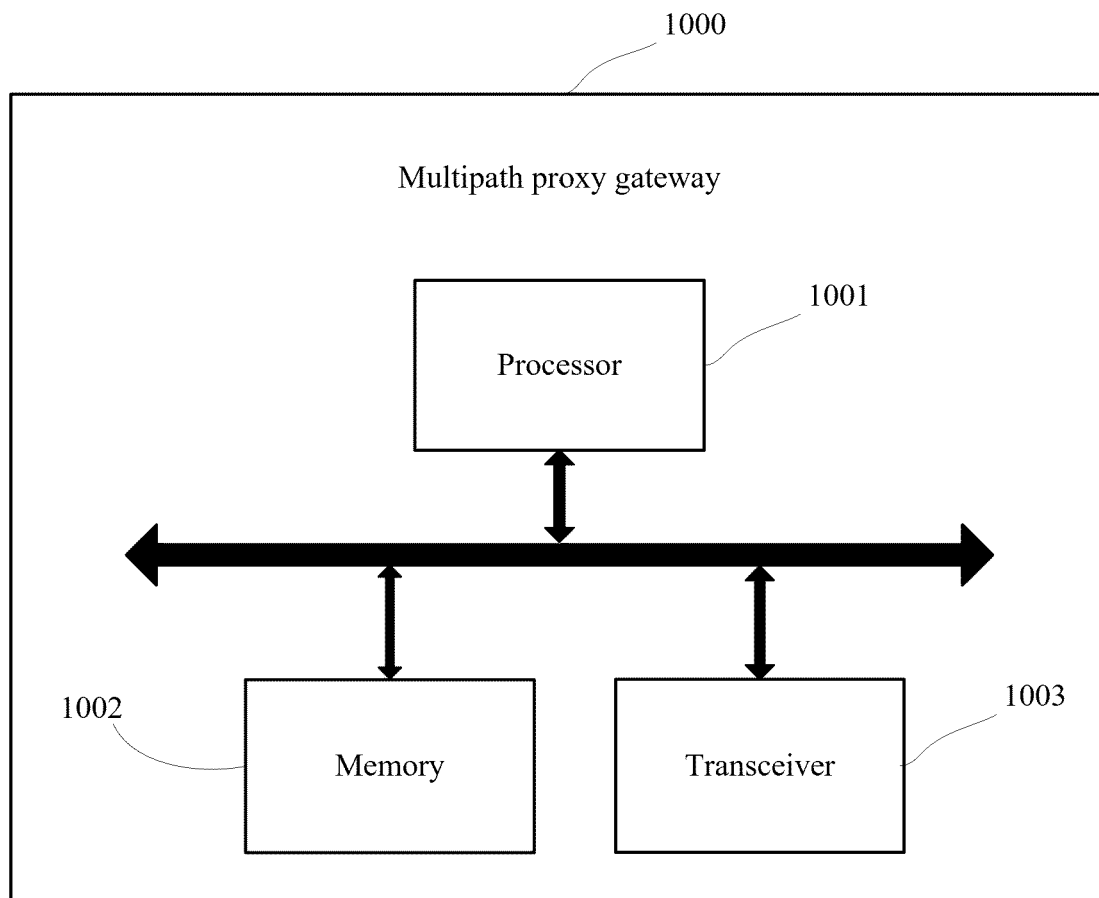 1000
Multipath proxy gateway
1001
Processor
1002
1003
Memory
Transceiver